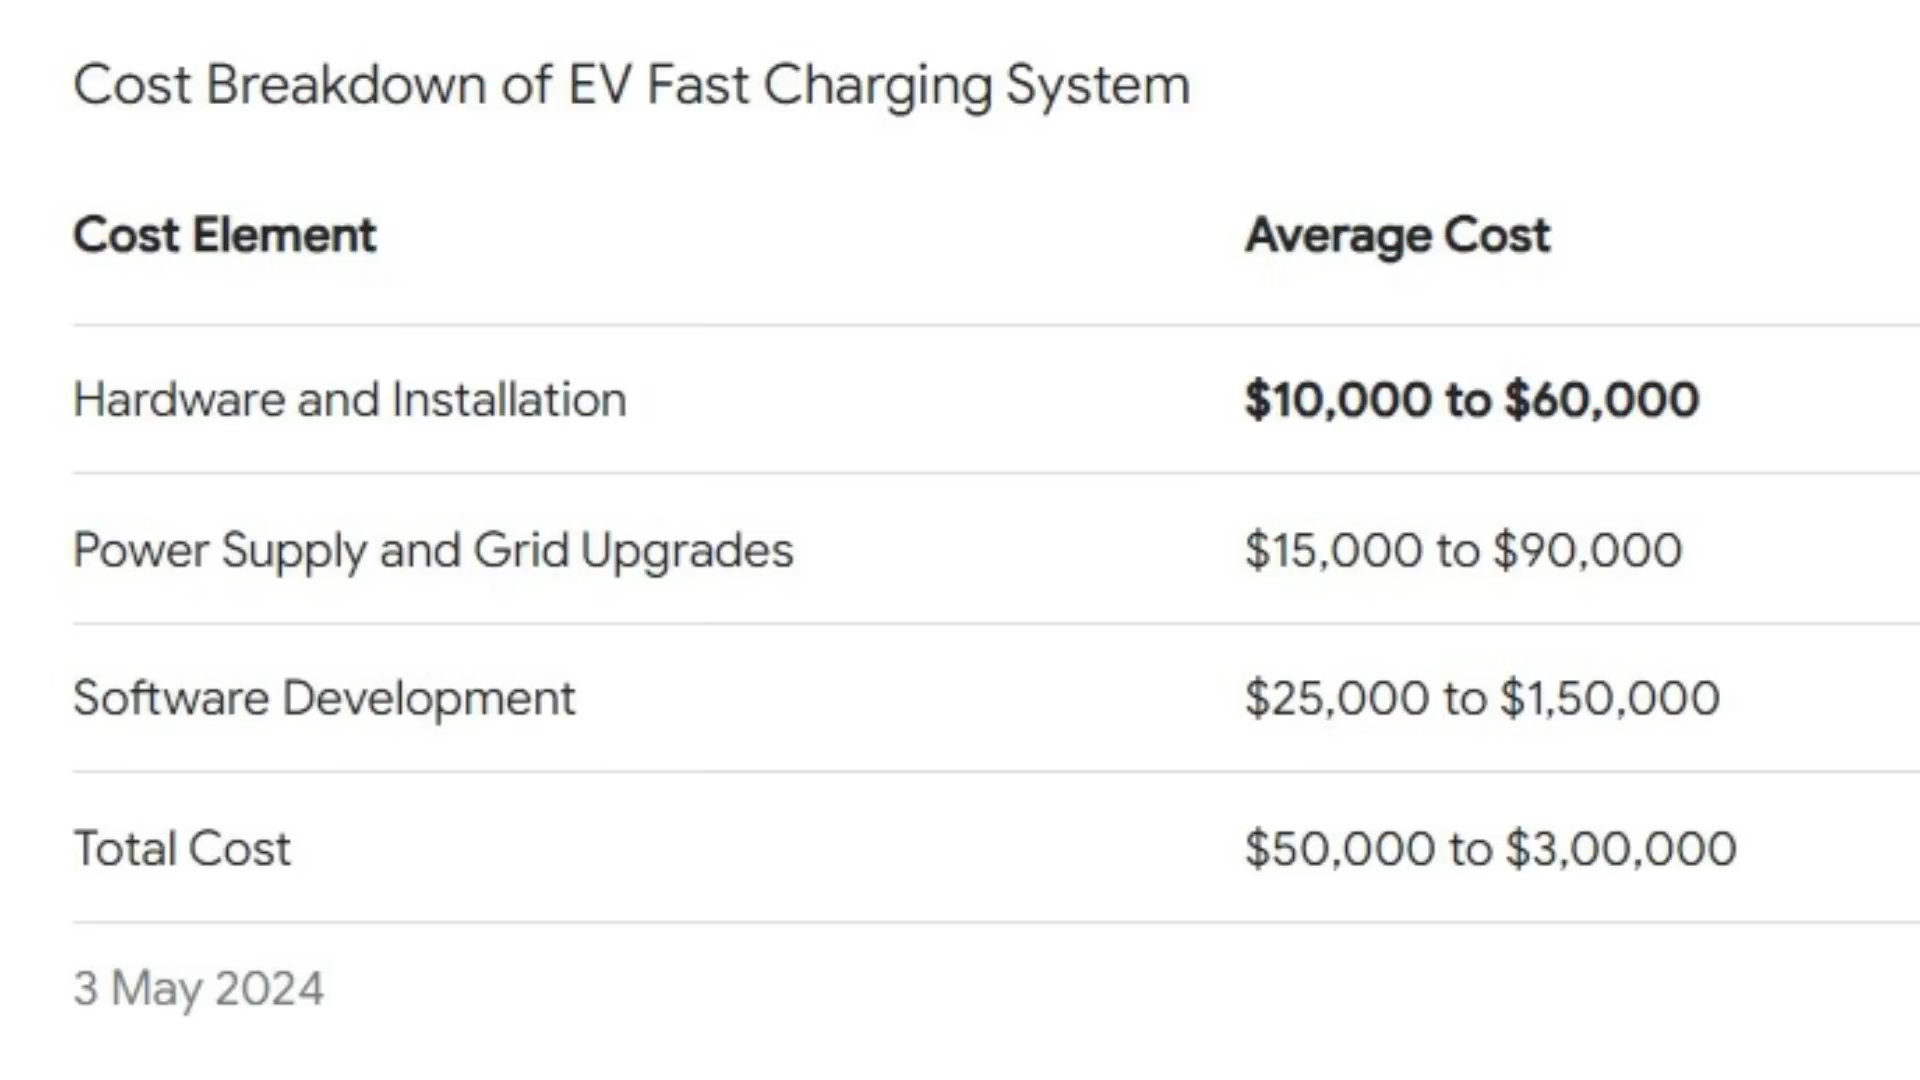 Cost Breakdown of EV Fast Charging System
Cost Element Average Cost
Hardware and Installation $10,000 to $60,000
Power Supply and Grid Upgrades $15,000 to $90,000
Software Development $25,000 to $1,50,000
Total Cost $50,000 to $3,00,000
3 May 2024